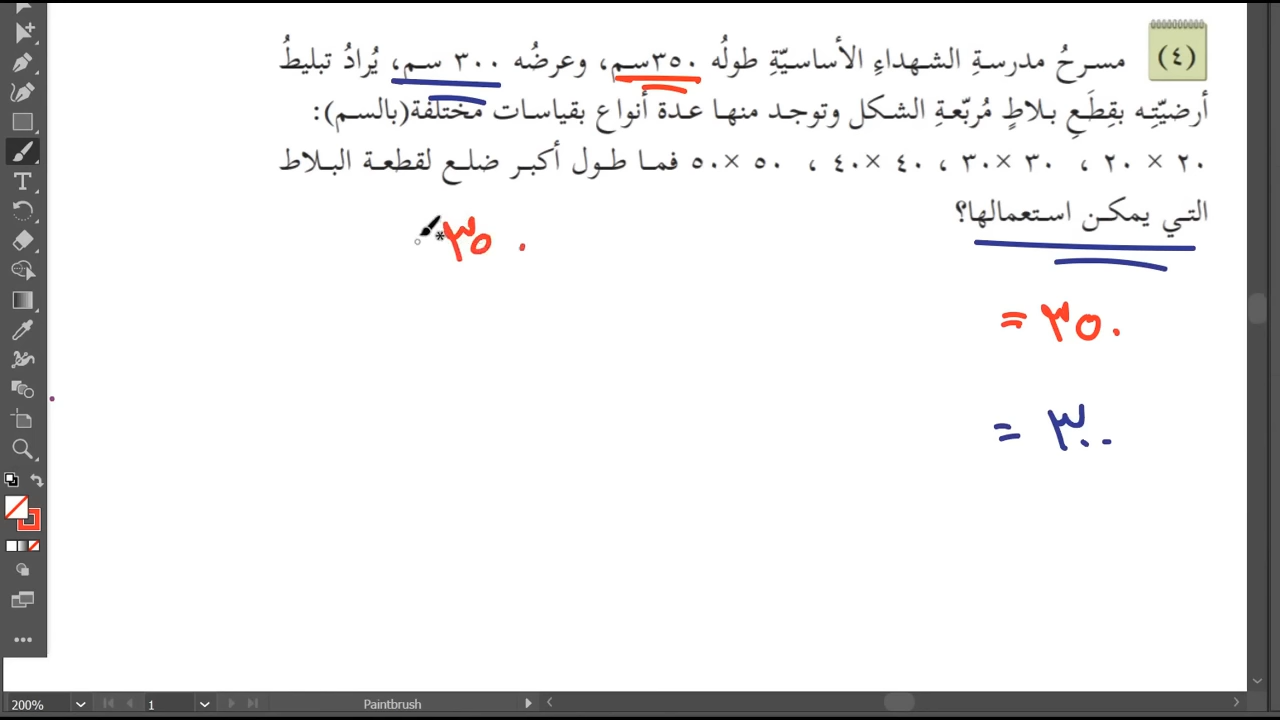 (٤) مسرحُ مدرسةِ الشهداءِ الأساسيّةِ طولُه ٣٥٠سم، وعرضُه ٣٠٠ سم، يُرادُ تبليطُ
أرضيّتِه بقِطَعِ بلاطٍ مُربّعةِ الشكل وتوجد منها عدة أنواع بقياسات مختلفة(بالسم):
٢٠ × ٢٠ ، ٣٠ × ٣٠ ، ٤٠ ×٤٠ ، ٥٠ ×٥٠ فما طول أكبر ضلع لقطعة البلاط
التي يمكن استعمالها؟
٣٥٠
= ٣٥٠
= ٣٠٠
200%
1
Paintbrush